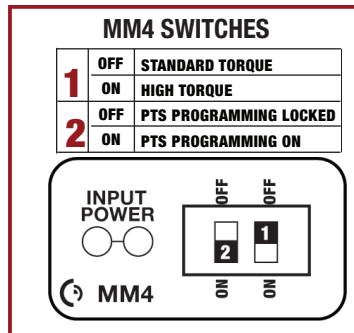 MM4 SWITCHES
1 OFF STANDARD TORQUE
ON HIGH TORQUE
2 OFF PTS PROGRAMMING LOCKED
ON PTS PROGRAMMING ON
INPUT
POWER
OFF OFF
2 1
ON ON
MM4